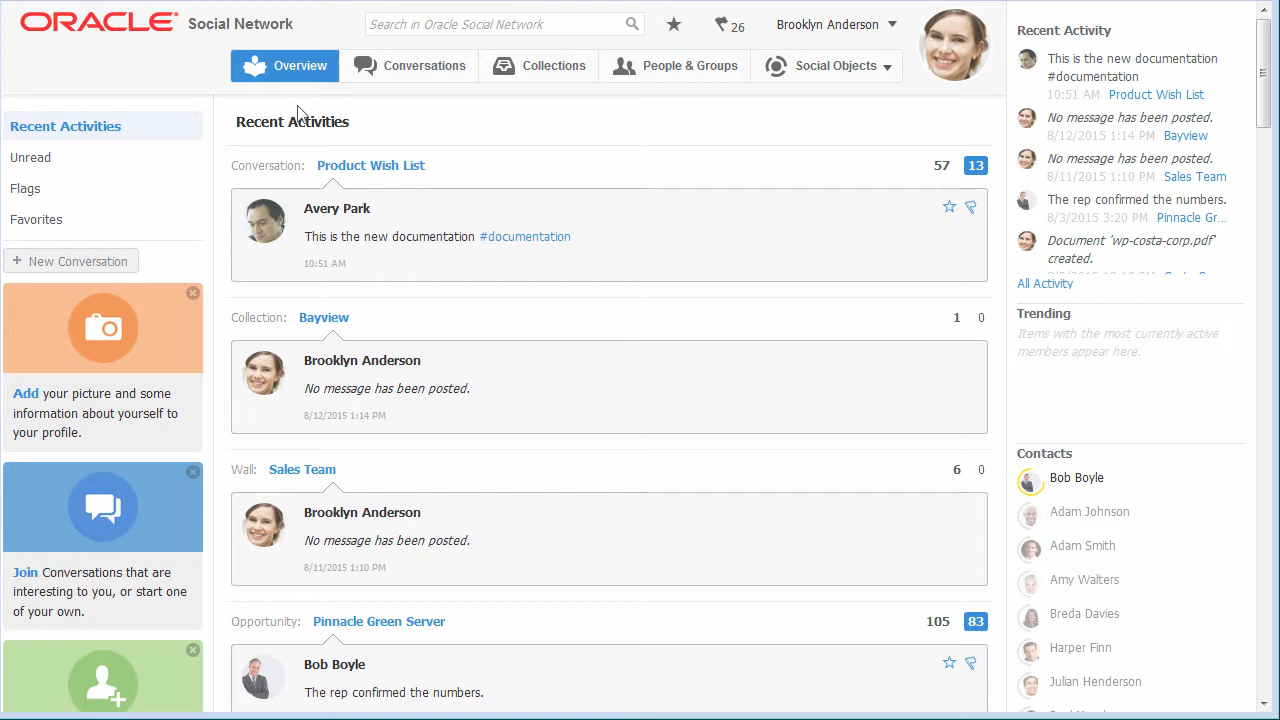 ORACLE® Social Network
Search in Oracle Social Network
26
Brooklyn Anderson
Overview
Conversations
Collections
People & Groups
Social Objects
Recent Activities
Unread
Flags
Favorites
+ New Conversation
Add your picture and some
information about yourself to
your profile.
Join Conversations that are
interesting to you, or start one
of your own.
Recent Activities
Conversation: Product Wish List 57 13
Avery Park
This is the new documentation #documentation
10:51 AM
Collection: Bayview 1 0
Brooklyn Anderson
No message has been posted.
8/12/2015 1:14 PM
Wall: Sales Team 6 0
Brooklyn Anderson
No message has been posted.
8/11/2015 1:10 PM
Opportunity: Pinnacle Green Server 105 83
Bob Boyle
The rep confirmed the numbers.
Recent Activity
This is the new documentation
#documentation
10:51 AM Product Wish List
No message has been posted.
8/12/2015 1:14 PM Bayview
No message has been posted.
8/11/2015 1:10 PM Sales Team
The rep confirmed the numbers.
8/3/2015 3:20 PM Pinnacle Gr...
Document 'wp-costa-corp.pdf'
created.
All Activity
Trending
Items with the most currently active
members appear here.
Contacts
Bob Boyle
Adam Johnson
Adam Smith
Amy Walters
Breda Davies
Harper Finn
Julian Henderson